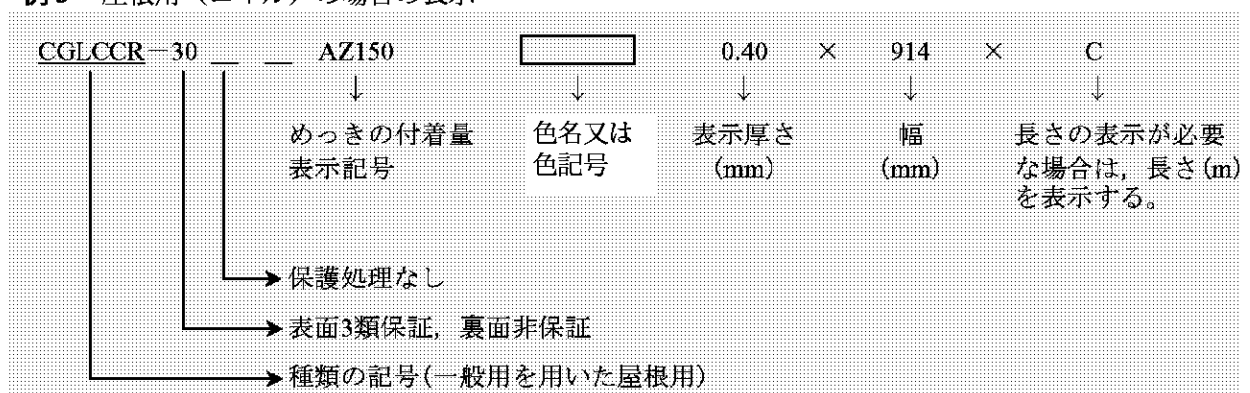 例3 屋根用（コイル）の場合の表示
CGLCCR－30 ＿ ＿ AZ150 0.40 × 914 × C
↓ ↓ ↓ ↓ ↓
めっきの付着量 色名又は 表示厚さ 幅 長さの表示が必要
表示記号 色記号 (mm) (mm) な場合は，長さ(m)
を表示する。
保護処理なし
表面3類保証，裏面非保証
種類の記号(一般用を用いた屋根用)